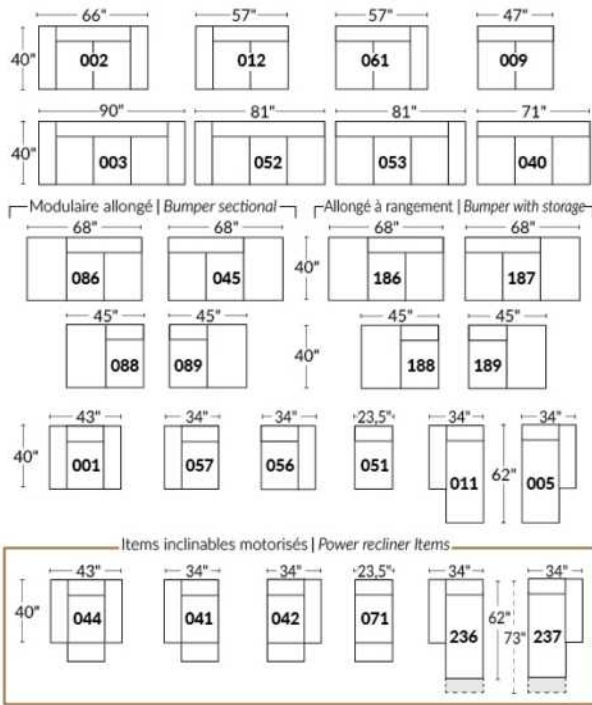 66" 57" 57" 47"
40" 002 012 061 009
90" 81" 81" 71"
40" 003 052 053 040
Modulaire allongé | Bumper sectional Allongé à rangement | Bumper with storage
68" 68" 68" 68"
086 045 40" 186 187
45" 45" 45" 45"
088 089 40" 188 189
43" 34" 34" 23,5" 34" 34"
40" 001 057 056 051 011 62" 005
Items inclinables motorisés | Power recliner Items
43" 34" 34" 23,5" 34" 34"
40" 044 041 042 071 236 62" 73" 237